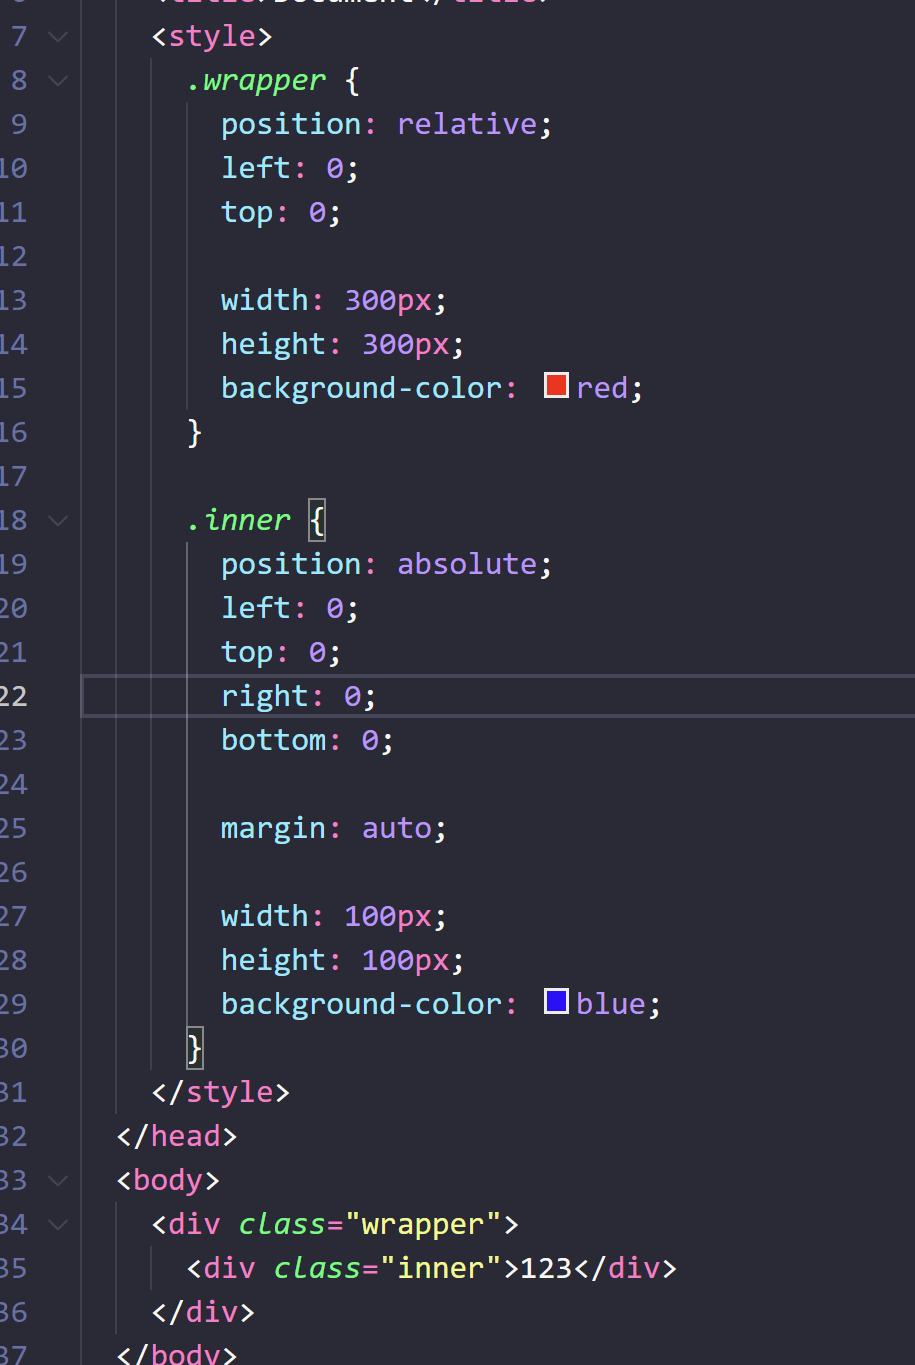 <title>Document</title>
7 <style>
8 .wrapper {
9 position: relative;
10 left: 0;
11 top: 0;
12
13 width: 300px;
14 height: 300px;
15 background-color: red;
16 }
17
18 .inner {
19 position: absolute;
20 left: 0;
21 top: 0;
22 right: 0;
23 bottom: 0;
24
25 margin: auto;
26
27 width: 100px;
28 height: 100px;
29 background-color: blue;
30 }
31 </style>
32 </head>
33 <body>
34 <div class="wrapper">
35 <div class="inner">123</div>
36 </div>
37 </body>